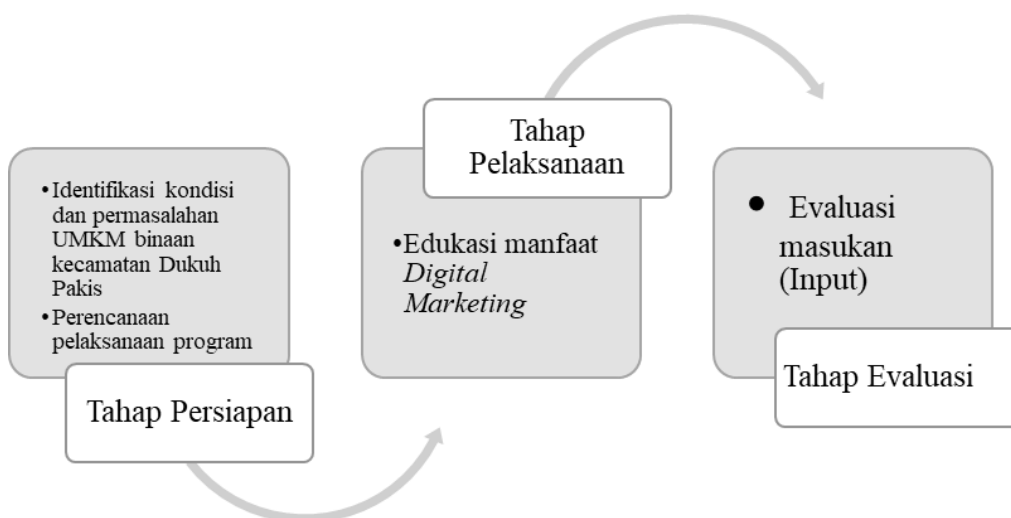 •Identifikasi kondisi
dan permasalahan
UMKM binaan
kecamatan Dukuh
Pakis
•Perencanaan
pelaksanaan program
Tahap Persiapan
Tahap
Pelaksanaan
•Edukasi manfaat
Digital
Marketing
• Evaluasi
masukan
(Input)
Tahap Evaluasi